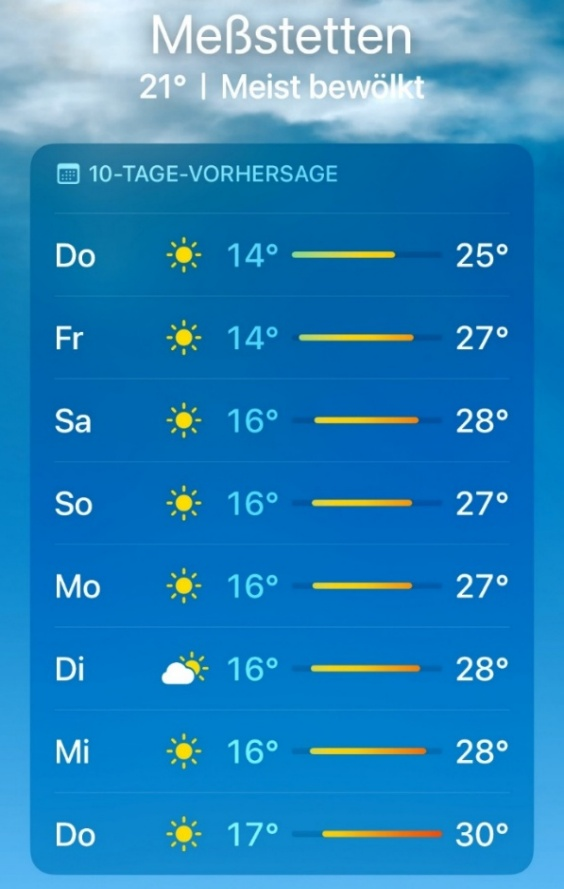 Meßstetten
21° | Meist bewölkt
10-TAGE-VORHERSAGE
Do 14° 25°
Fr 14° 27°
Sa 16° 28°
So 16° 27°
Mo 16° 27°
Di 16° 28°
Mi 16° 28°
Do 17° 30°